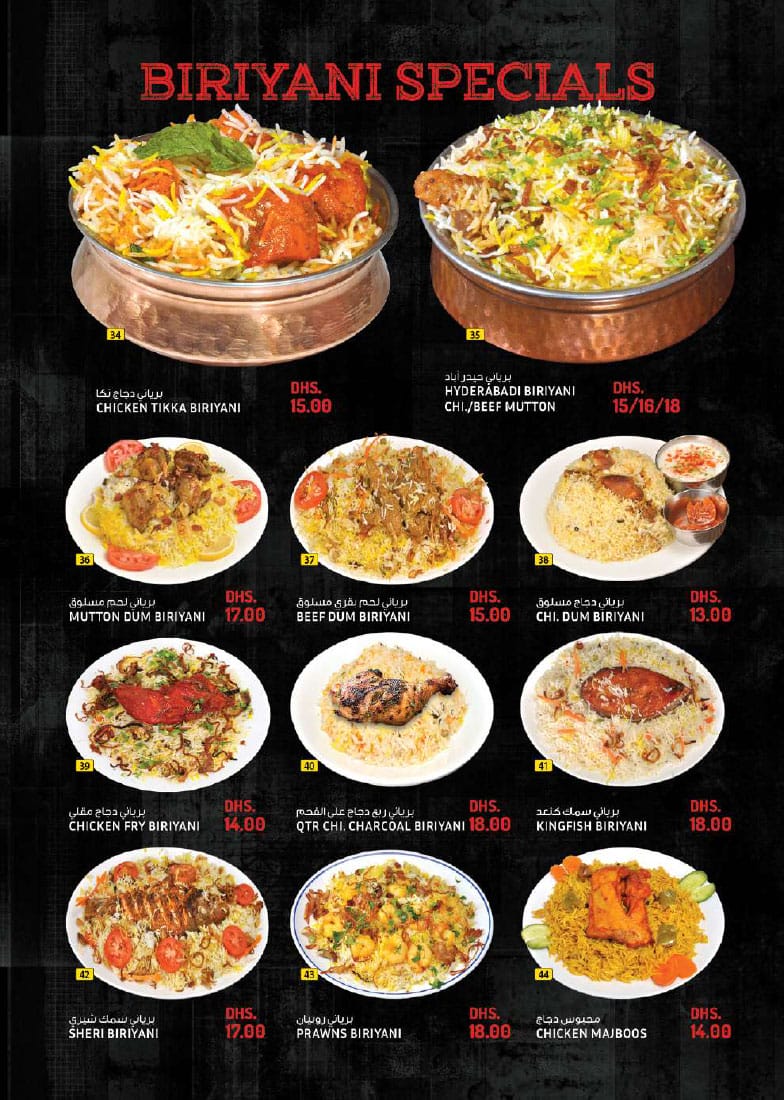 BIRIYANI SPECIALS
34
برياني دجاج تكا
CHICKEN TIKKA BIRIYANI
DHS.
15.00
35
برياني حيدر آباد
HYDERABADI BIRIYANI
CHI./BEEF MUTTON
DHS.
15/16/18
36
برياني لحم مسلوق
MUTTON DUM BIRIYANI
DHS.
17.00
37
برياني لحم بقري مسلوق
BEEF DUM BIRIYANI
DHS.
15.00
38
برياني دجاج مسلوق
CHI. DUM BIRIYANI
DHS.
13.00
39
برياني دجاج مقلي
CHICKEN FRY BIRIYANI
DHS.
14.00
40
برياني ربع دجاج على الفحم
QTR CHI. CHARCOAL BIRIYANI
DHS.
18.00
41
برياني سمك كنعد
KINGFISH BIRIYANI
DHS.
18.00
42
برياني سمك شيري
SHERI BIRIYANI
DHS.
17.00
43
برياني روبيان
PRAWNS BIRIYANI
DHS.
18.00
44
مجبوس دجاج
CHICKEN MAJBOOS
DHS.
14.00